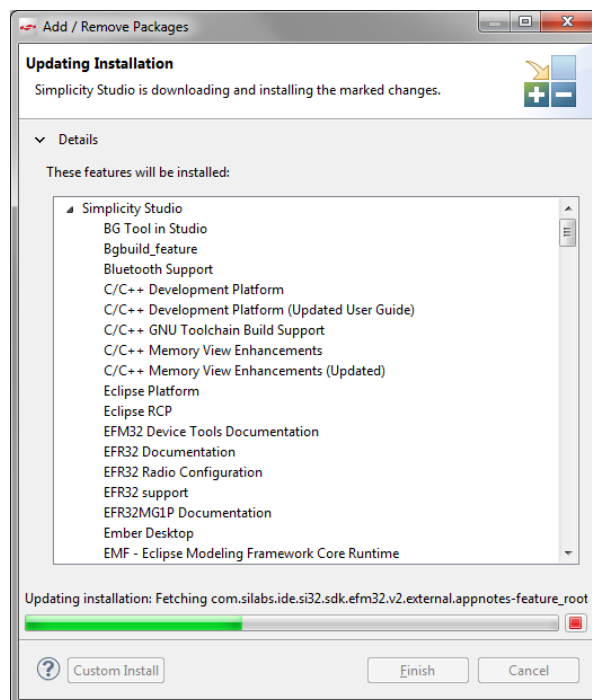 Add / Remove Packages
Updating Installation
Simplicity Studio is downloading and installing the marked changes.
Details
These features will be installed:
Simplicity Studio
BG Tool in Studio
Bgbuild_feature
Bluetooth Support
C/C++ Development Platform
C/C++ Development Platform (Updated User Guide)
C/C++ GNU Toolchain Build Support
C/C++ Memory View Enhancements
C/C++ Memory View Enhancements (Updated)
Eclipse Platform
Eclipse RCP
EFM32 Device Tools Documentation
EFR32 Documentation
EFR32 Radio Configuration
EFR32 support
EFR32MG1P Documentation
Ember Desktop
EMF - Eclipse Modeling Framework Core Runtime
Updating installation: Fetching com.silabs.ide.si32.sdk.efm32.v2.external.appnotes-feature_root
? Custom Install Finish Cancel